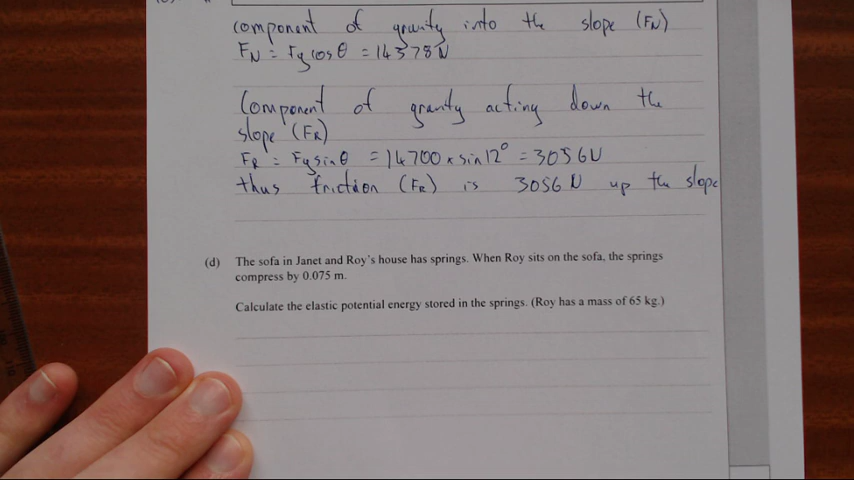 component of gravity into the slope (FN)
FN = Fg cos θ = 14378N
Component of gravity acting down the
slope (FR)
FR = Fg sin θ = 14700 × sin 12° = 3056N
thus friction (FR) is 3056 N up the slope
(d) The sofa in Janet and Roy's house has springs. When Roy sits on the sofa, the springs
compress by 0.075 m.
Calculate the elastic potential energy stored in the springs. (Roy has a mass of 65 kg.)